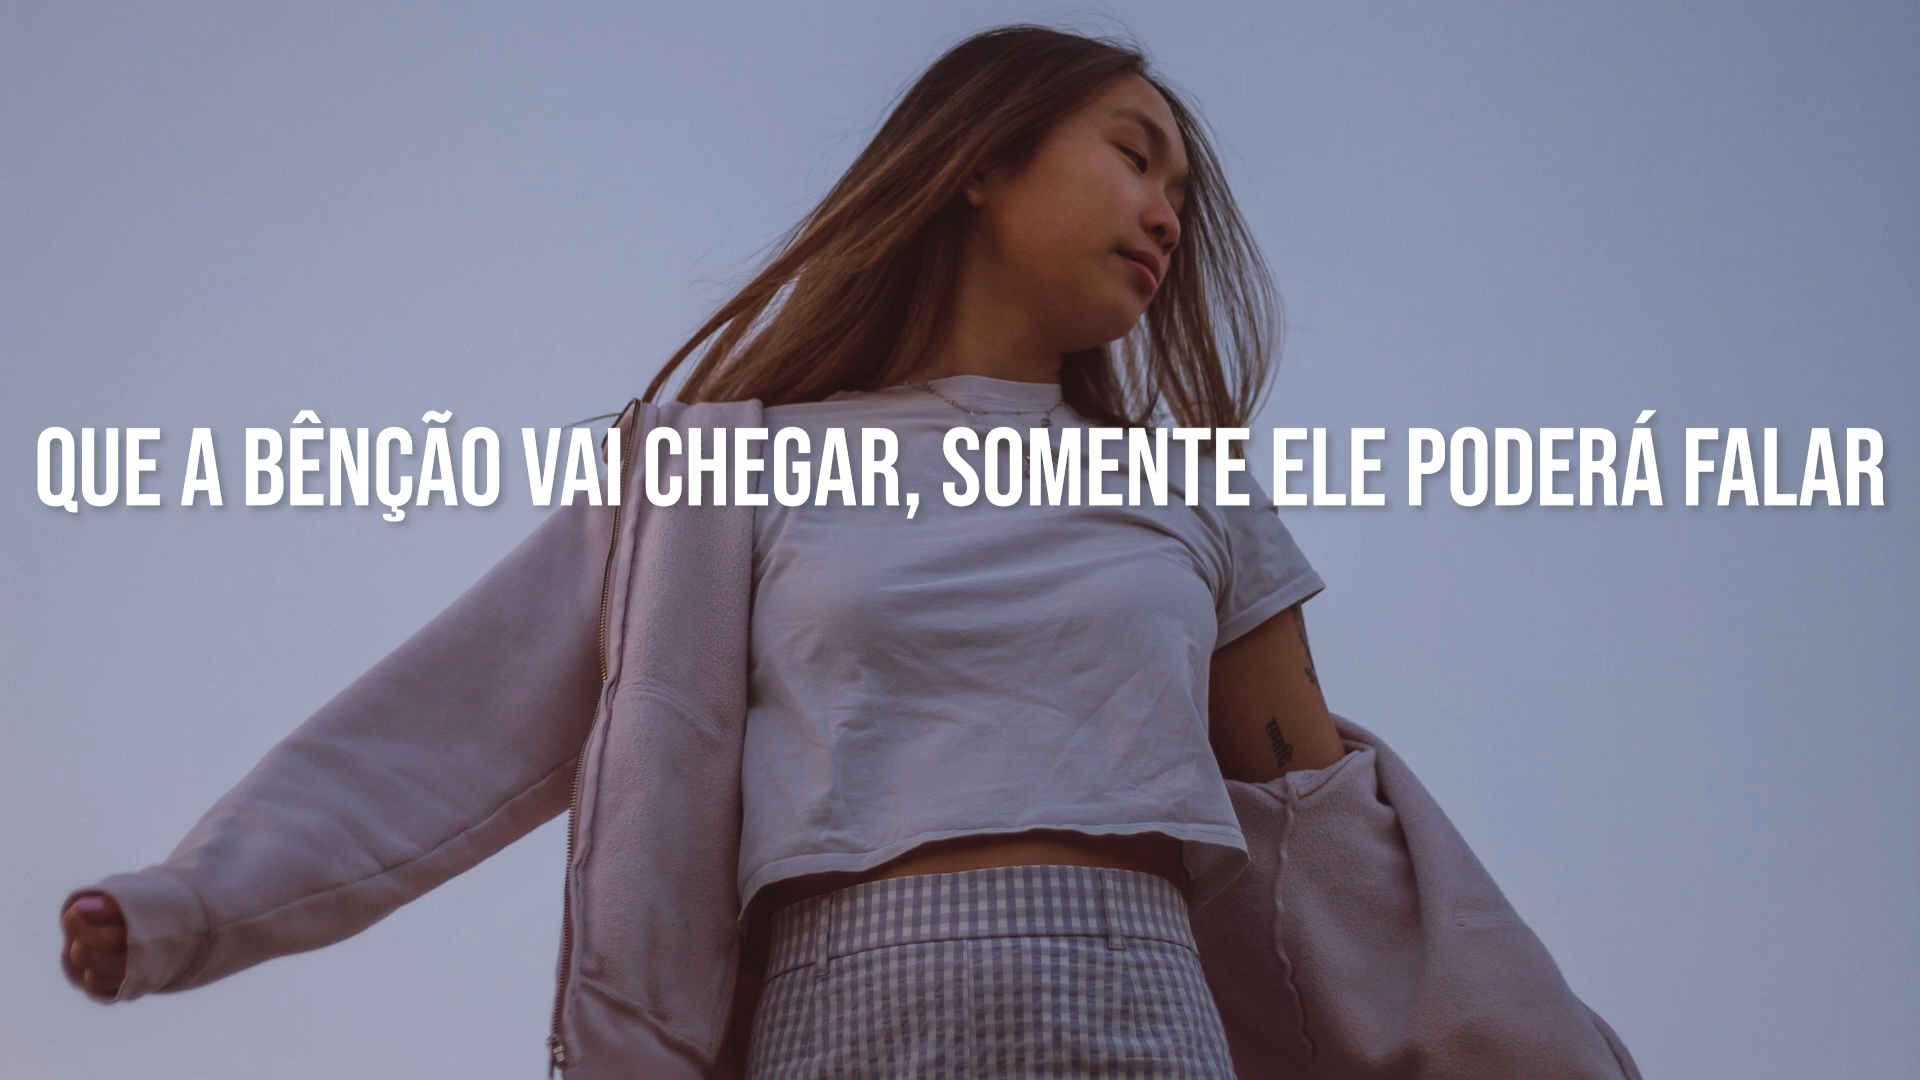 QUE A BÊNÇÃO VAI CHEGAR, SOMENTE ELE PODERÁ FALAR